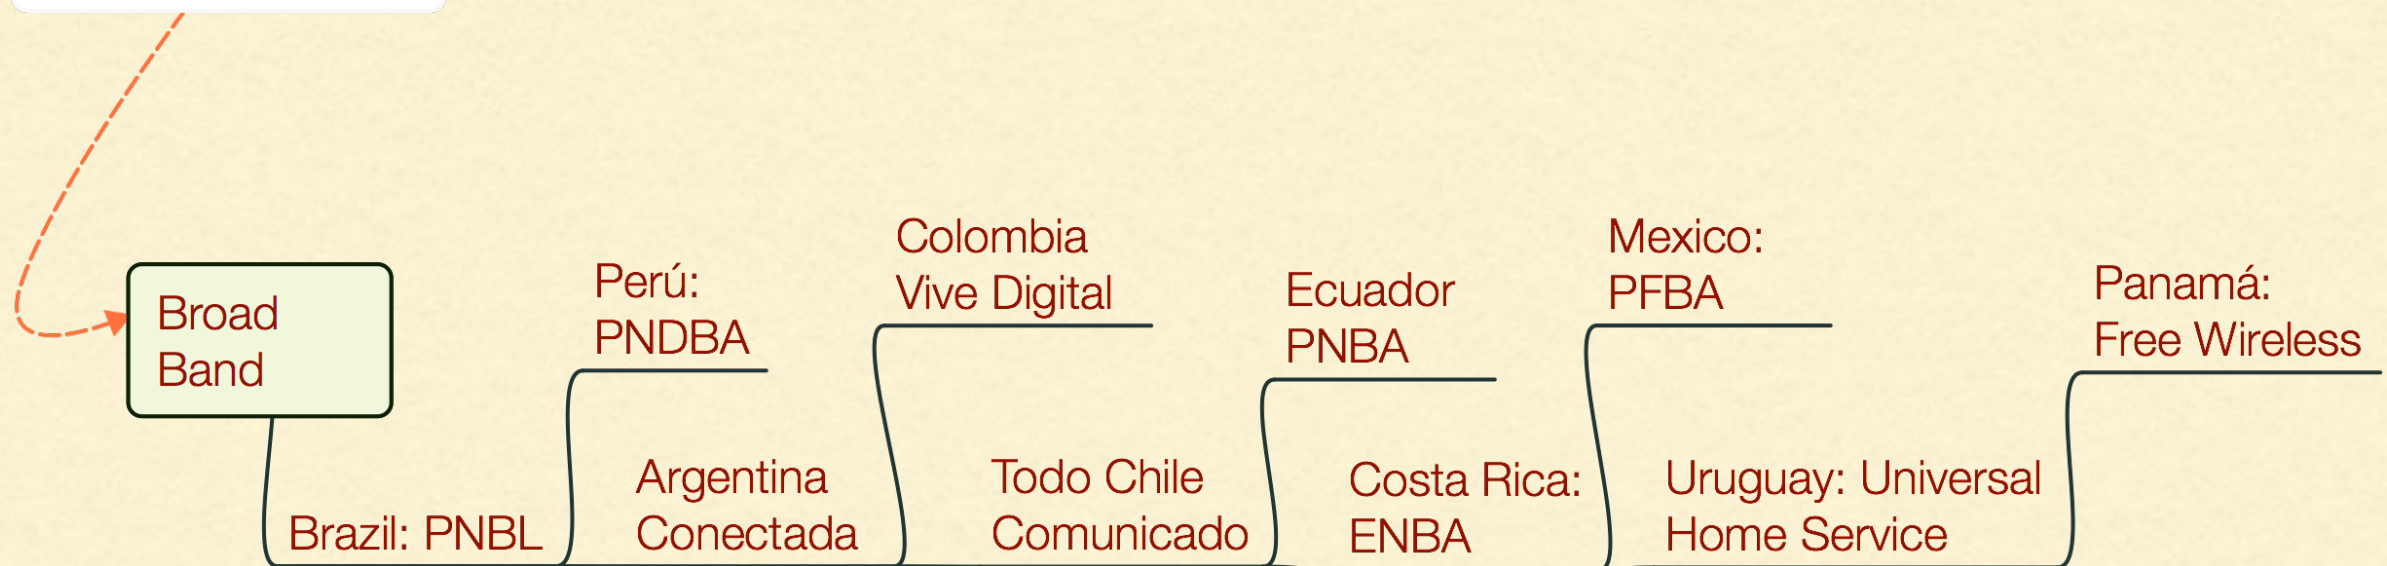 Broad
Band
Brazil: PNBL
Perú:
PNDBA
Argentina
Conectada
Colombia
Vive Digital
Todo Chile
Comunicado
Ecuador
PNBA
Costa Rica:
ENBA
Mexico:
PFBA
Uruguay: Universal
Home Service
Panamá:
Free Wireless